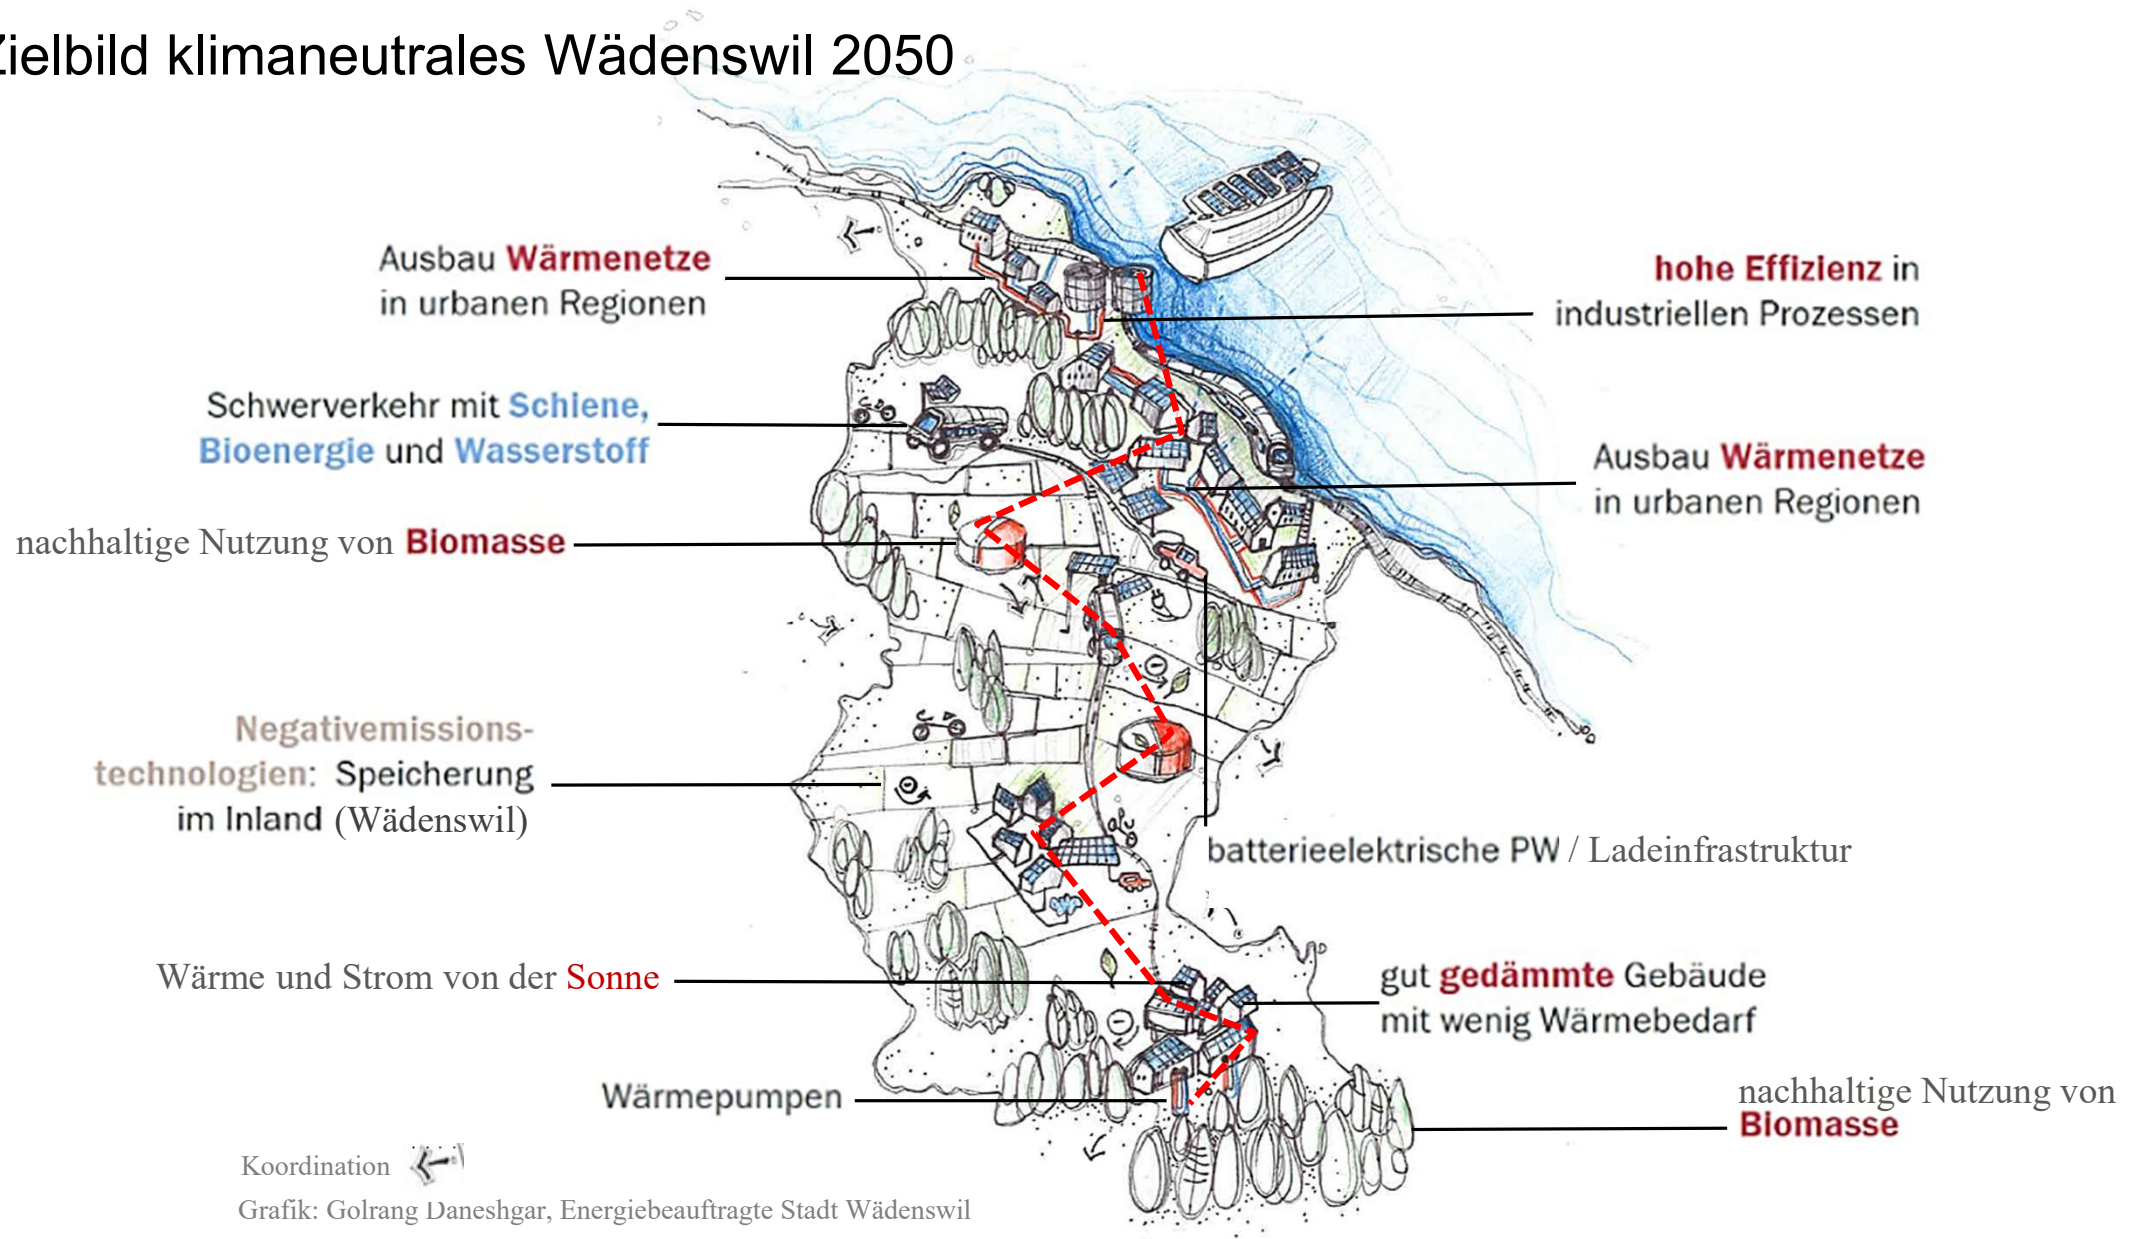 Zielbild klimaneutrales Wädenswil 2050
Ausbau Wärmenetze
in urbanen Regionen
hohe Effizienz in
industriellen Prozessen
Schwerverkehr mit Schiene,
Bioenergie und Wasserstoff
Ausbau Wärmenetze
in urbanen Regionen
nachhaltige Nutzung von Biomasse
Negativemissions-
technologien: Speicherung
im Inland (Wädenswil)
batterieelektrische PW / Ladeinfrastruktur
Wärme und Strom von der Sonne
gut gedämmte Gebäude
mit wenig Wärmebedarf
Wärmepumpen
nachhaltige Nutzung von
Biomasse
Koordination
Grafik: Golrang Daneshgar, Energiebeauftragte Stadt Wädenswil